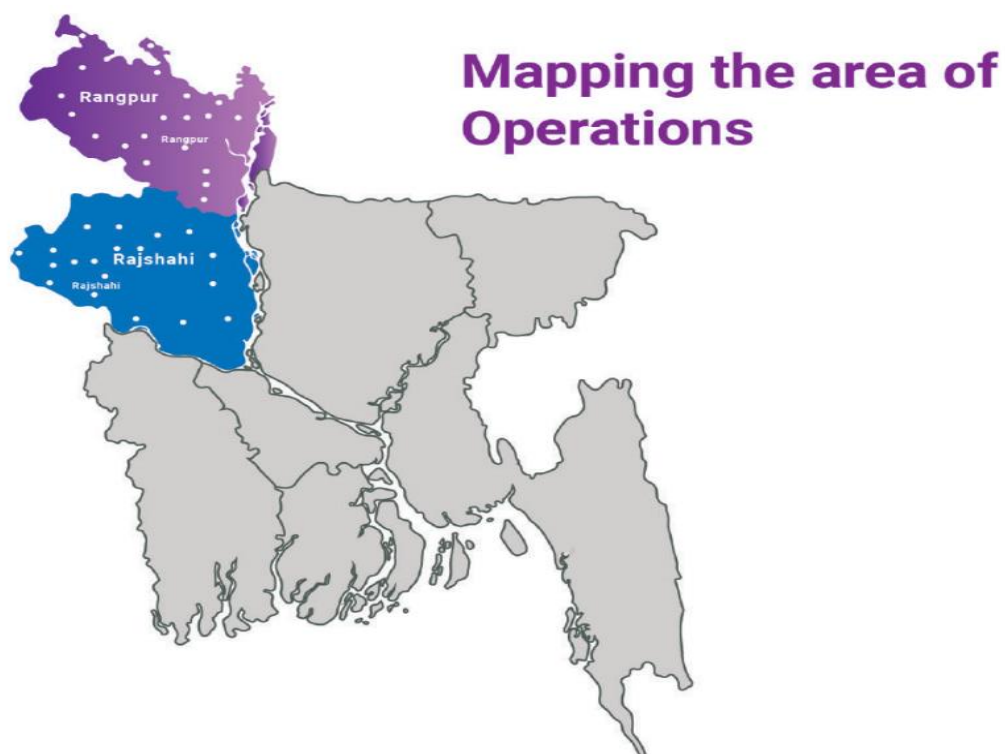 Mapping the area of
Operations
Rangpur
Rangpur
Rajshahi
Rajshahi